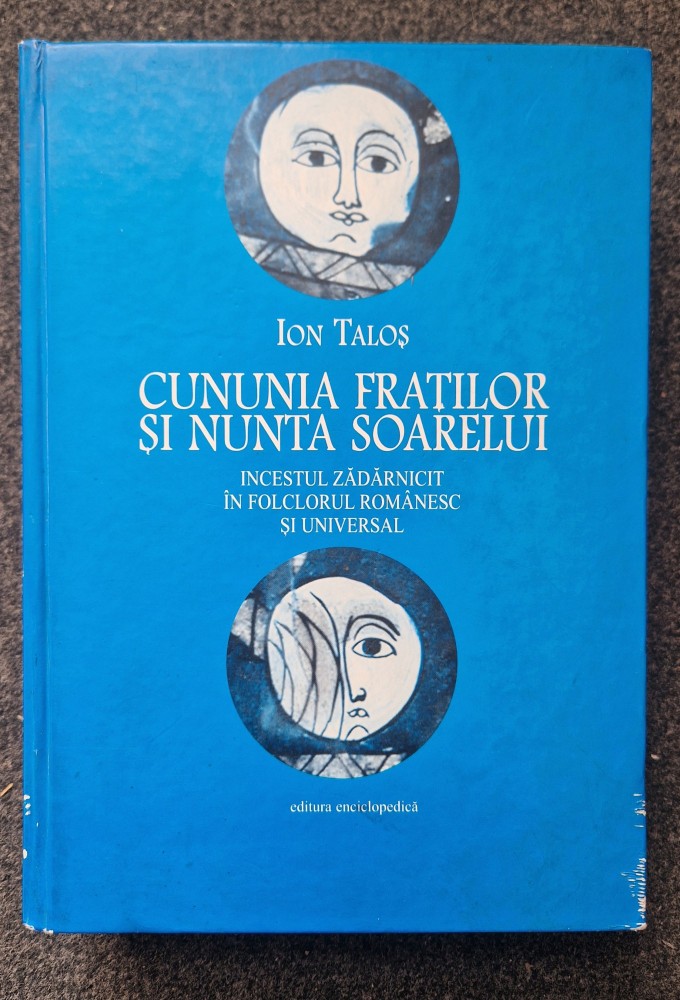 ION TALOȘ
CUNUNIA FRAȚILOR
ȘI NUNTA SOARELUI
INCESTUL ZĂDĂRNICIT
ÎN FOLCLORUL ROMÂNESC
ȘI UNIVERSAL
editura enciclopedică